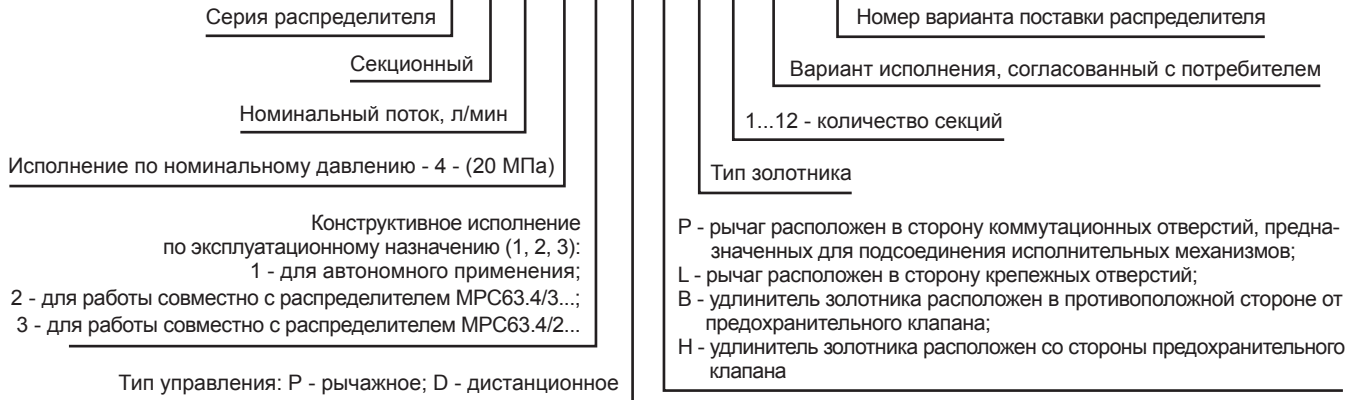 Серия распределителя
Секционный
Номинальный поток, л/мин
Исполнение по номинальному давлению - 4 - (20 МПа)
Конструктивное исполнение
по эксплуатационному назначению (1, 2, 3):
1 - для автономного применения;
2 - для работы совместно с распределителем МРС63.4/3...;
3 - для работы совместно с распределителем МРС63.4/2...
Тип управления: P - рычажное; D - дистанционное
Номер варианта поставки распределителя
Вариант исполнения, согласованный с потребителем
1...12 - количество секций
Тип золотника
P - рычаг расположен в сторону коммутационных отверстий, предна-
значенных для подсоединения исполнительных механизмов;
L - рычаг расположен в сторону крепежных отверстий;
B - удлинитель золотника расположен в противоположной стороне от
предохранительного клапана;
H - удлинитель золотника расположен со стороны предохранительного
клапана